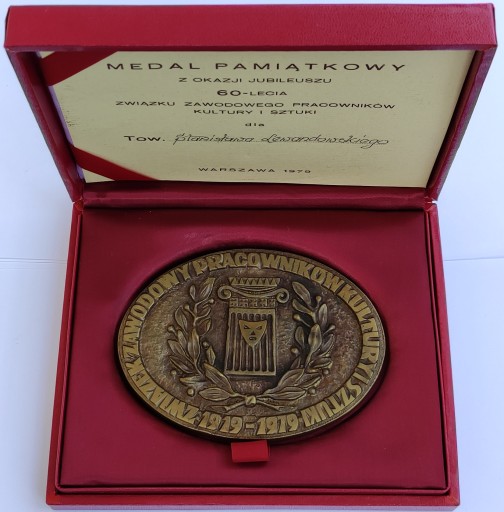 MEDAL PAMIĄTKOWY
Z OKAZJI JUBILEUSZU
60-LECIA
ZWIĄZKU ZAWODOWEGO PRACOWNIKÓW
KULTURY I SZTUKI
dla
Tow. Stanisława Lewandowskiego
WARSZAWA 1979
ZWIĄZEK ZAWODOWY PRACOWNIKÓW KULTURY I SZTUKI
1919-1979